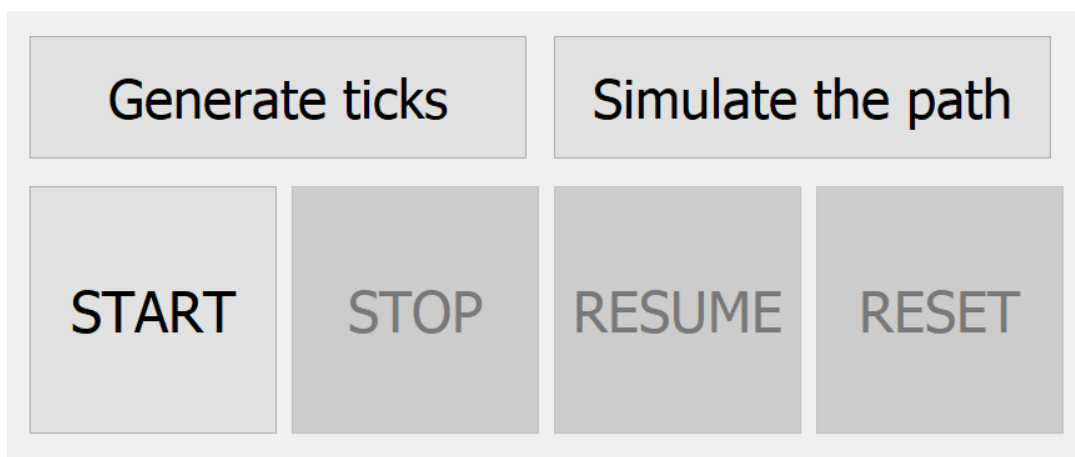 Generate ticks
Simulate the path
START
STOP
RESUME
RESET